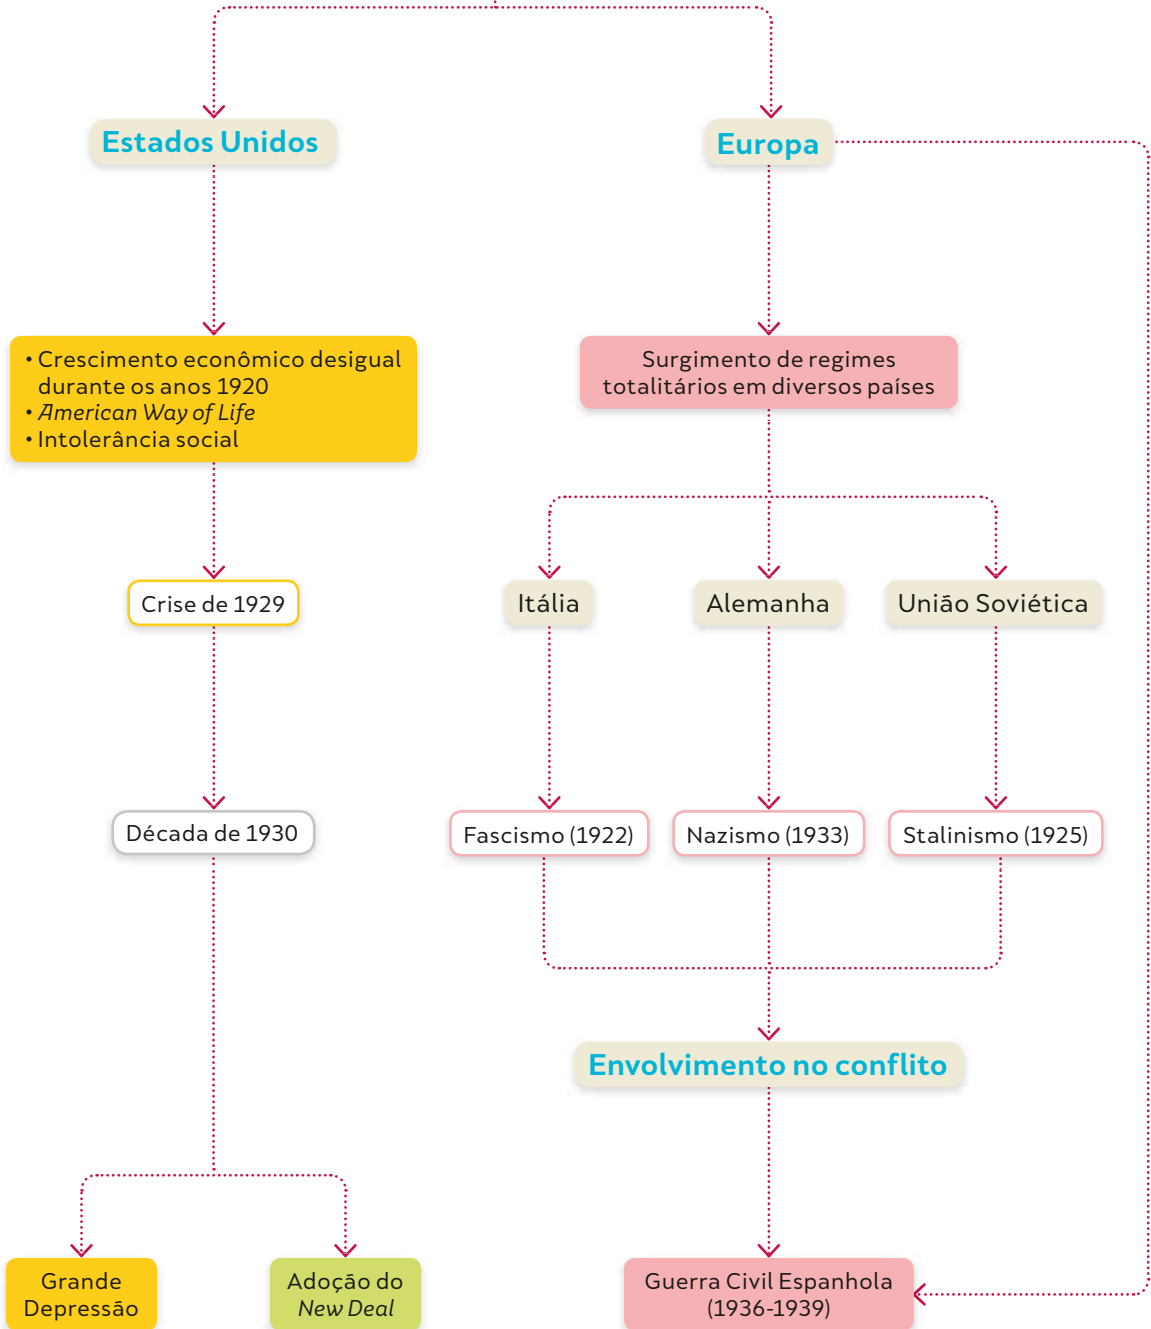 Estados Unidos
Europa
• Crescimento econômico desigual
durante os anos 1920
• American Way of Life
• Intolerância social
Surgimento de regimes
totalitários em diversos países
Crise de 1929
Itália
Alemanha
União Soviética
Década de 1930
Fascismo (1922)
Nazismo (1933)
Stalinismo (1925)
Envolvimento no conflito
Grande
Depressão
Adoção do
New Deal
Guerra Civil Espanhola
(1936-1939)